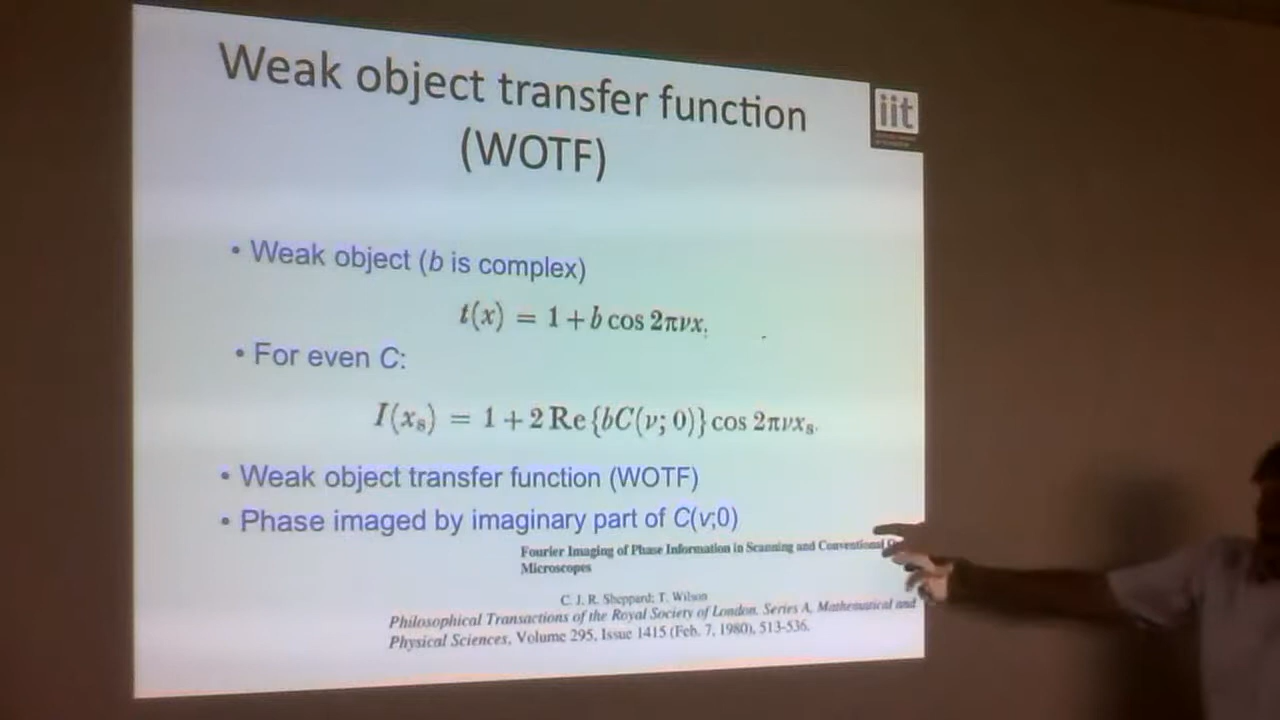 Weak object transfer function
(WOTF)
iit
• Weak object (b is complex)
t(x) = 1 + b cos 2πνx,
• For even C:
I(xₛ) = 1 + 2 Re{bC(ν; 0)} cos 2πνxₛ.
• Weak object transfer function (WOTF)
• Phase imaged by imaginary part of C(ν;0)
Fourier Imaging of Phase Information in Scanning and Conventional
Microscopes
C. J. R. Sheppard; T. Wilson
Philosophical Transactions of the Royal Society of London. Series A, Mathematical and
Physical Sciences, Volume 295, Issue 1415 (Feb. 7, 1980), 513-536.